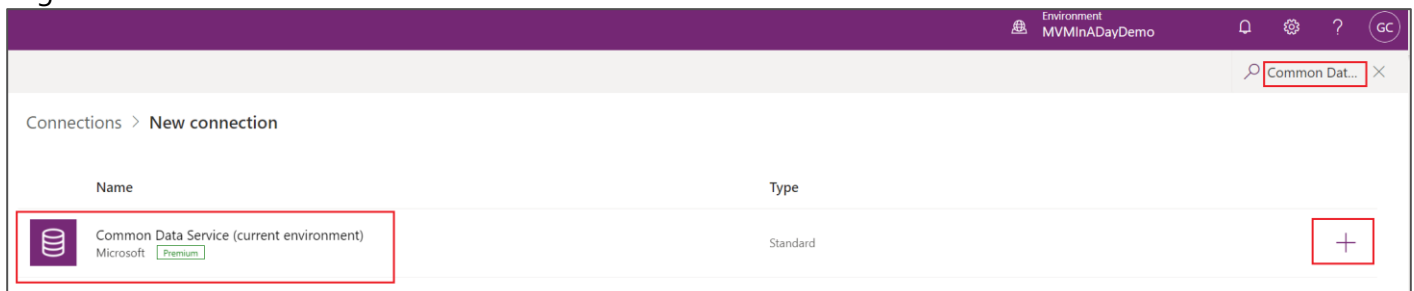 Environment
MVMInADayDemo
?
GC
Common Dat...
Connections > New connection
Name
Type
Common Data Service (current environment)
Standard
Microsoft Premium